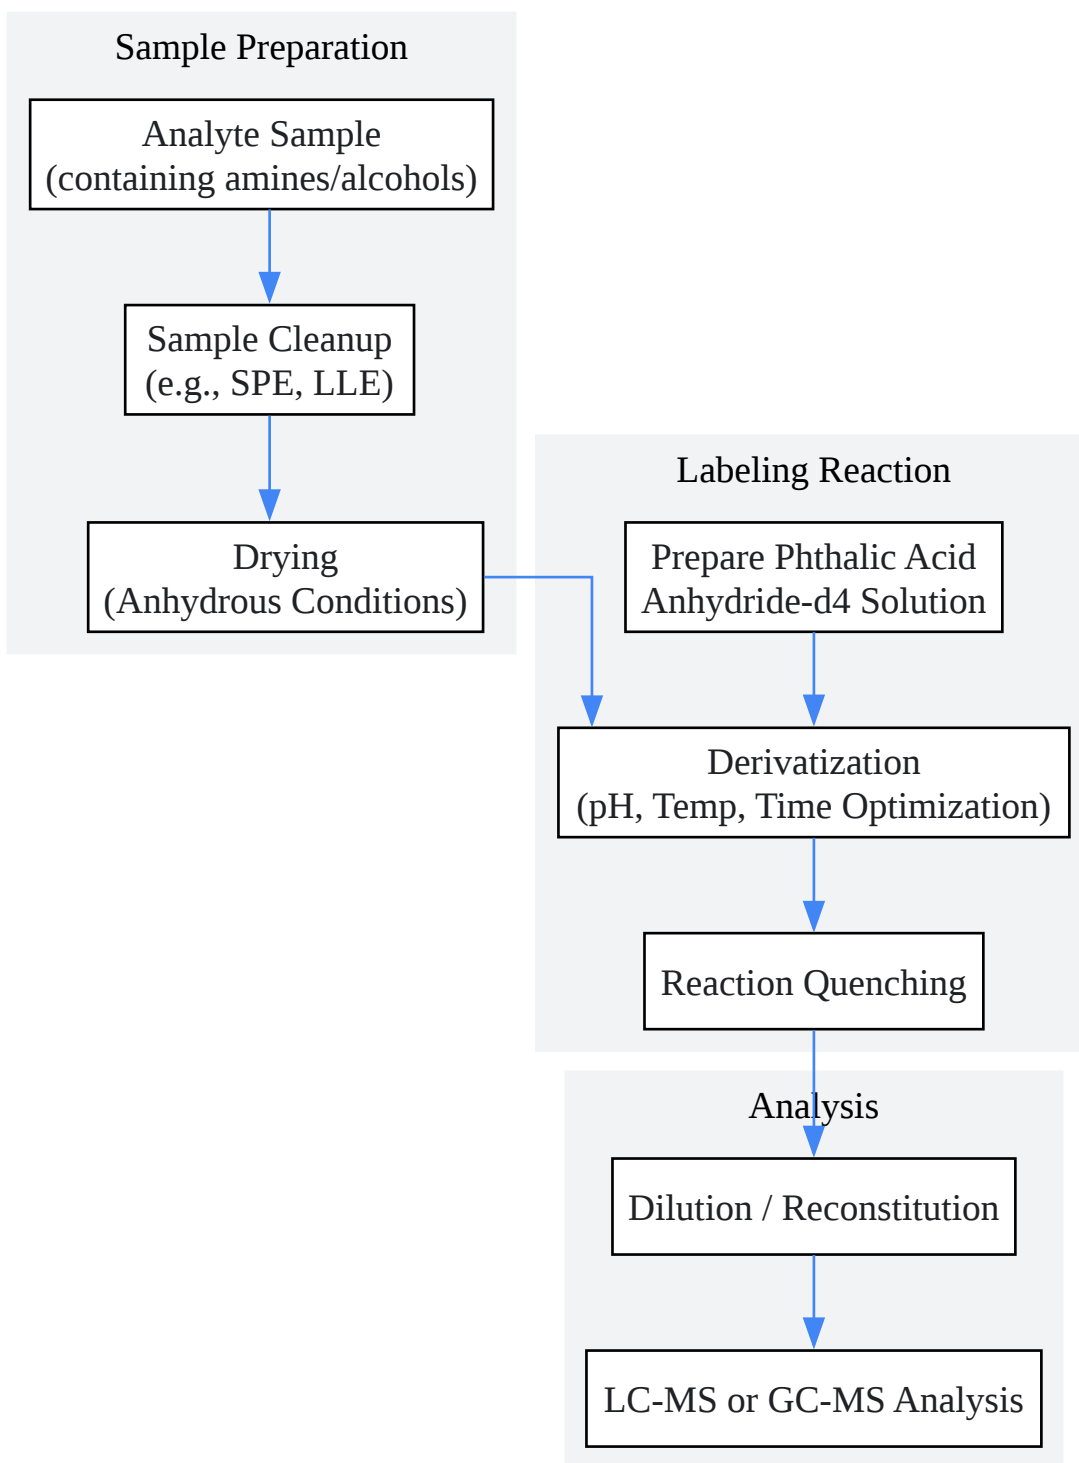 Sample Preparation
Analyte Sample
(containing amines/alcohols)
Sample Cleanup
(e.g., SPE, LLE)
Drying
(Anhydrous Conditions)
Labeling Reaction
Prepare Phthalic Acid
Anhydride-d4 Solution
Derivatization
(pH, Temp, Time Optimization)
Reaction Quenching
Analysis
Dilution / Reconstitution
LC-MS or GC-MS Analysis